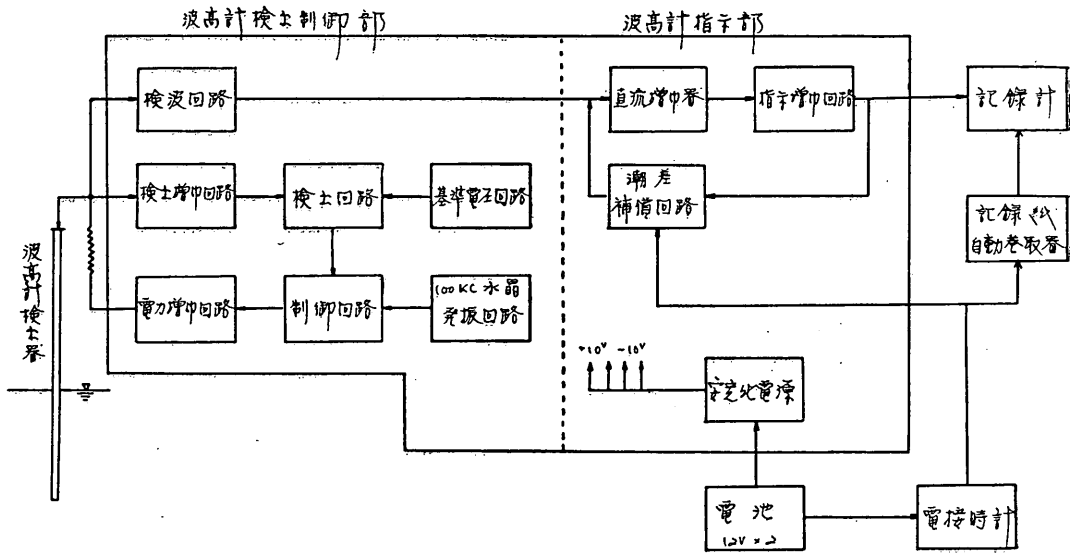 波高計検出制御部
波高計指示部
検波回路
直流増巾器
指示増巾回路
記録計
検出増巾回路
検出回路
基準電圧回路
潮差
補償回路
記録紙
自動巻取器
波高計検出器
電力増巾回路
制御回路
100KC水晶
発振回路
+10V -10V
安定化電源
電池
12V×2
電接時計